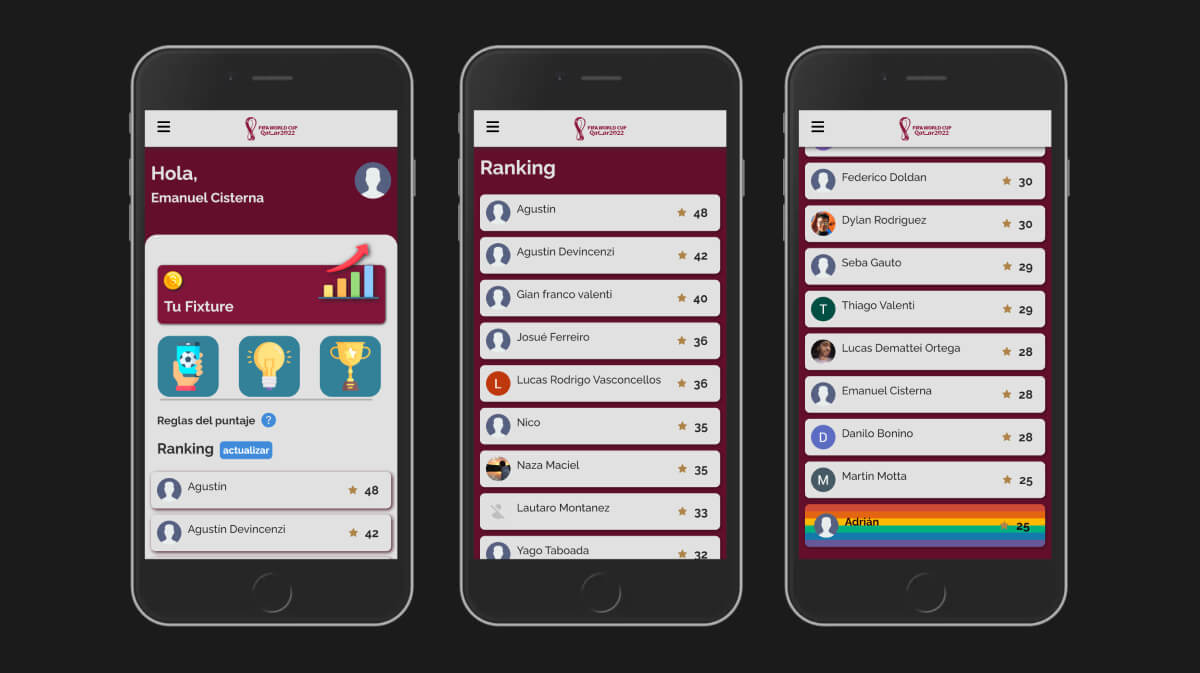 FIFA WORLD CUP
Qatar2022
Hola,
Emanuel Cisterna
Tu Fixture
Reglas del puntaje ?
Ranking actualizar
Agustín 48
Agustín Devincenzi 42
FIFA WORLD CUP
Qatar2022
Ranking
Agustín 48
Agustín Devincenzi 42
Gian franco valenti 40
Josué Ferreiro 36
L Lucas Rodrigo Vasconcellos 36
Nico 35
Naza Maciel 35
Lautaro Montanez 33
Yago Taboada 32
FIFA WORLD CUP
Qatar2022
Federico Doldan 30
Dylan Rodriguez 30
Seba Gauto 29
T Thiago Valenti 29
Lucas Demattei Ortega 28
Emanuel Cisterna 28
D Danilo Bonino 28
M Martin Motta 25
Adrián 25